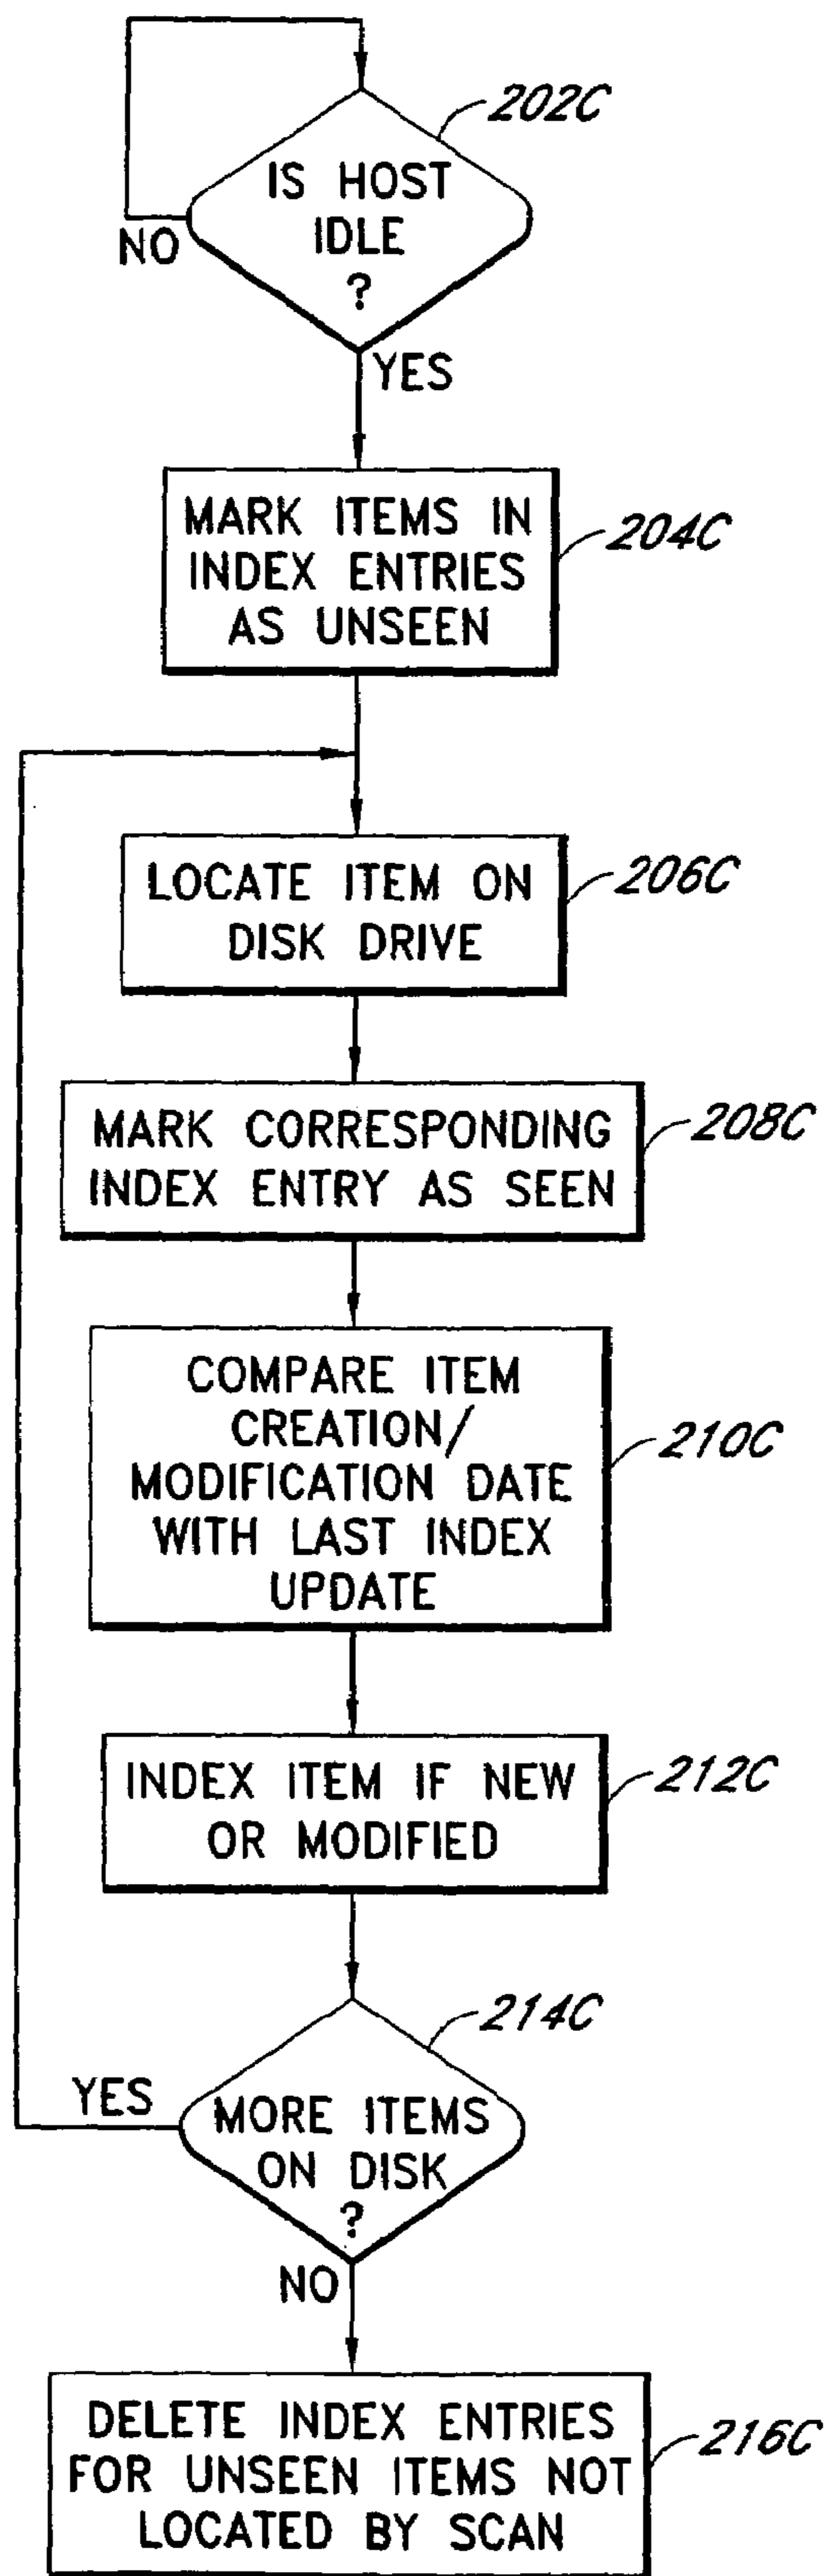 202C
IS HOST
IDLE
?
NO
YES
MARK ITEMS IN
INDEX ENTRIES
AS UNSEEN
204C
LOCATE ITEM ON
DISK DRIVE
206C
MARK CORRESPONDING
INDEX ENTRY AS SEEN
208C
COMPARE ITEM
CREATION/
MODIFICATION DATE
WITH LAST INDEX
UPDATE
210C
INDEX ITEM IF NEW
OR MODIFIED
212C
214C
YES
MORE ITEMS
ON DISK
?
NO
DELETE INDEX ENTRIES
FOR UNSEEN ITEMS NOT
LOCATED BY SCAN
216C